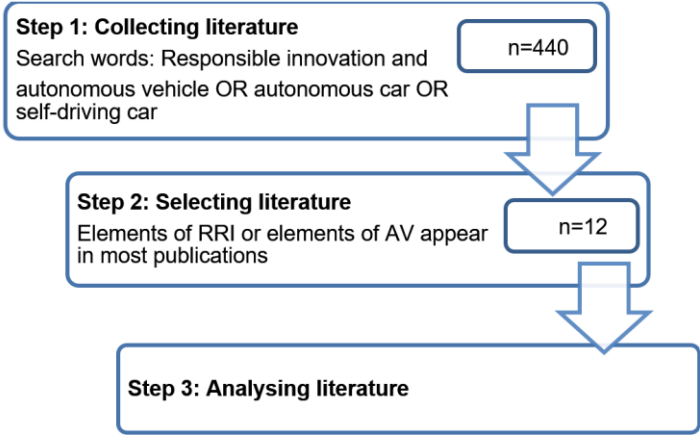 Step 1: Collecting literature
Search words: Responsible innovation and
autonomous vehicle OR autonomous car OR
self-driving car
n=440
Step 2: Selecting literature
Elements of RRI or elements of AV appear
in most publications
n=12
Step 3: Analysing literature